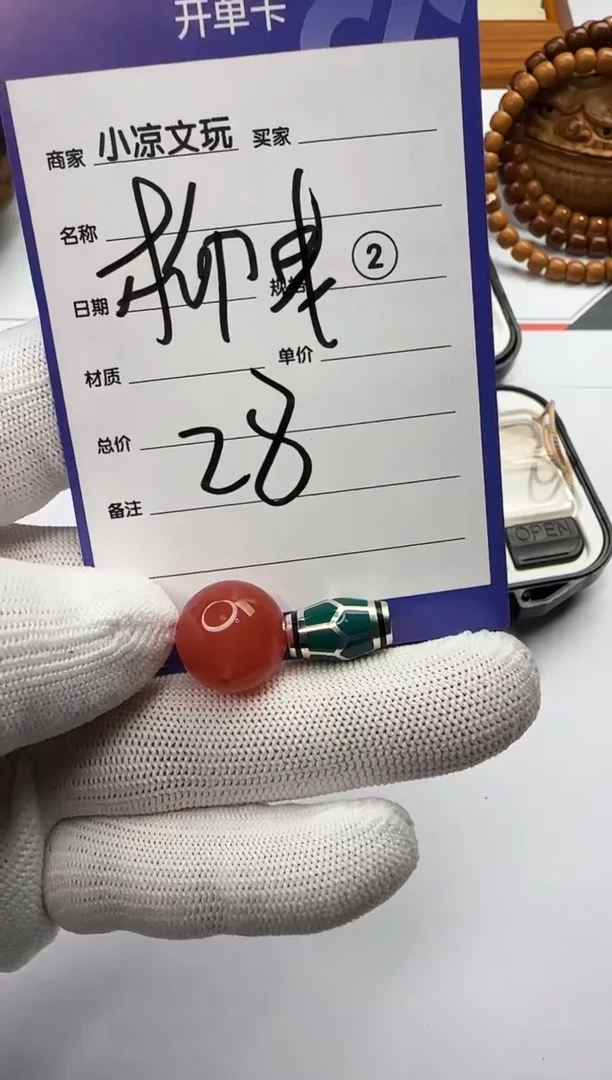 开单卡
商家 小凉文玩 买家
名称
柳 ②
日期 规格
材质 单价
总价 28
备注
OPEN